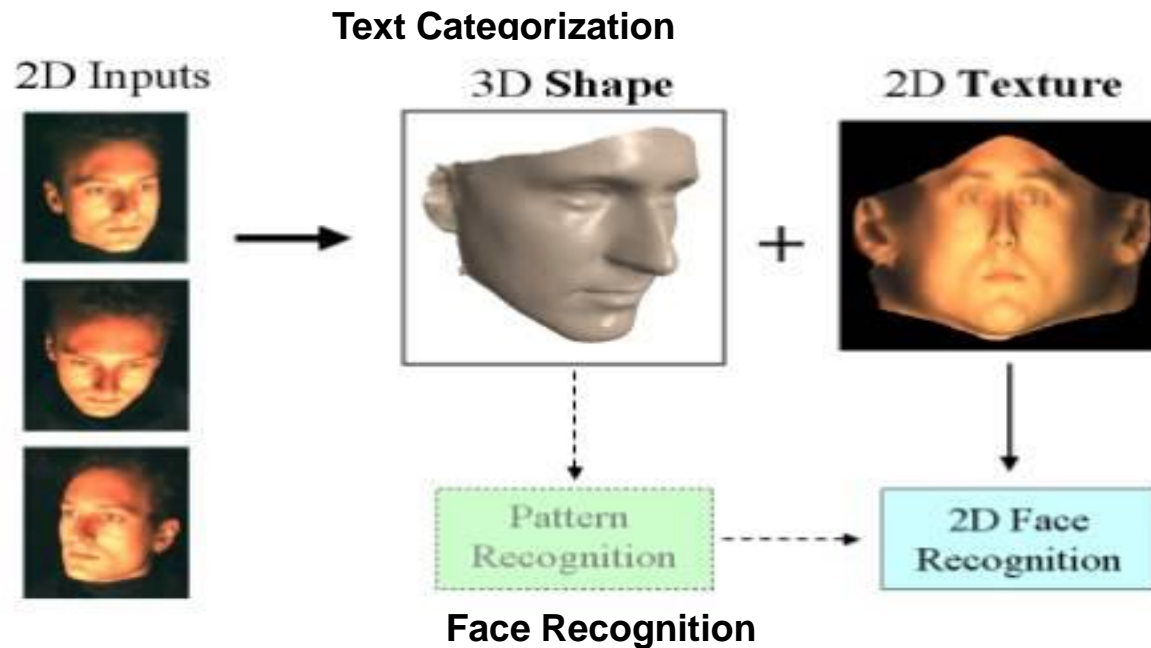 Text Categorization
2D Inputs
3D Shape
2D Texture
+
Pattern
Recognition
2D Face
Recognition
Face Recognition